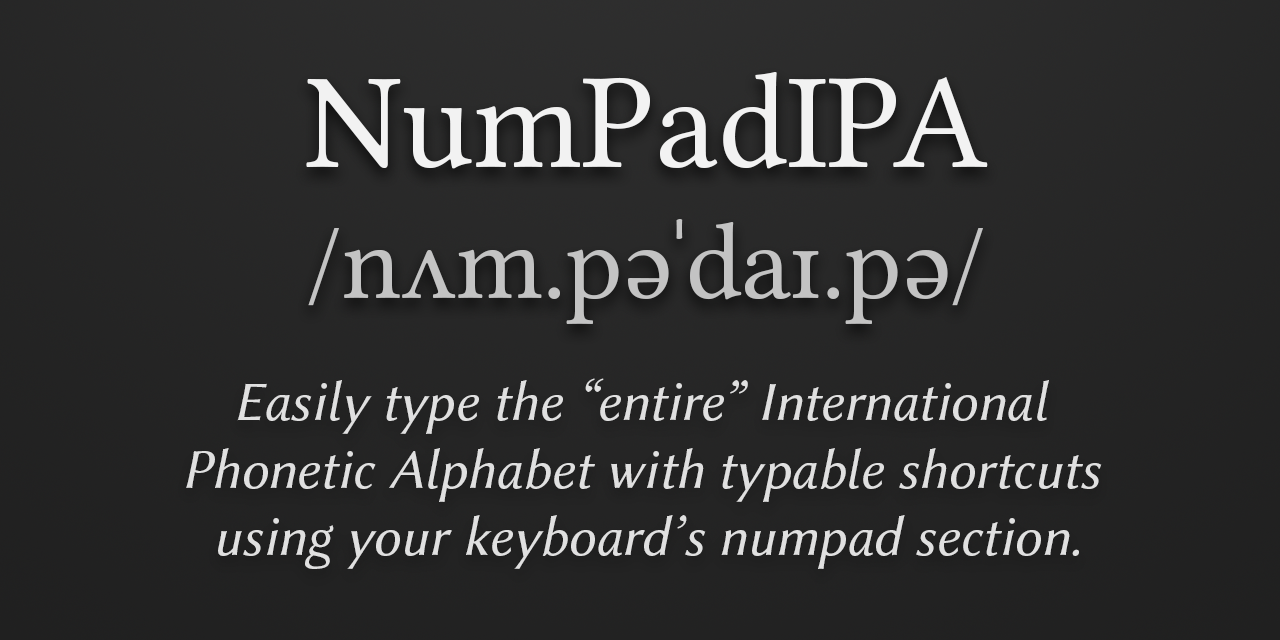 NumPadIPA
/nʌm.pəˈdaɪ.pə/
Easily type the “entire” International
Phonetic Alphabet with typable shortcuts
using your keyboard’s numpad section.